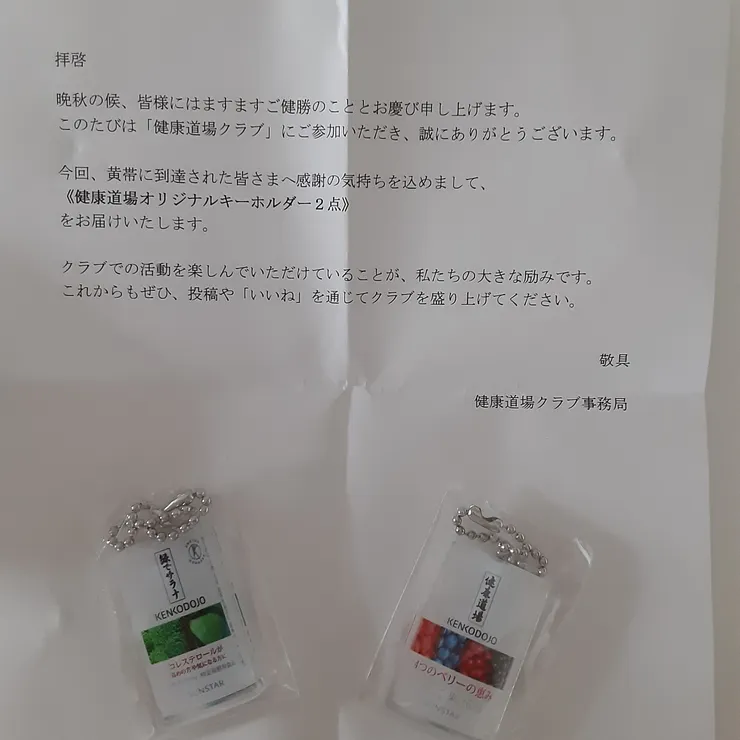 拝啓
晩秋の候、皆様にはますますご健勝のこととお慶び申し上げます。
このたびは「健康道場クラブ」にご参加いただき、誠にありがとうございます。
今回、黄帯に到達された皆さまへ感謝の気持ちを込めまして、
《健康道場オリジナルキーホルダー２点》
をお届けいたします。
クラブでの活動を楽しんでいただけていることが、私たちの大きな励みです。
これからもぜひ、投稿や「いいね」を通じてクラブを盛り上げてください。
敬具
健康道場クラブ事務局
緑でサラナ
KENKODOJO
コレステロールが
健康道場
KENKODOJO
4つのベリーの恵み